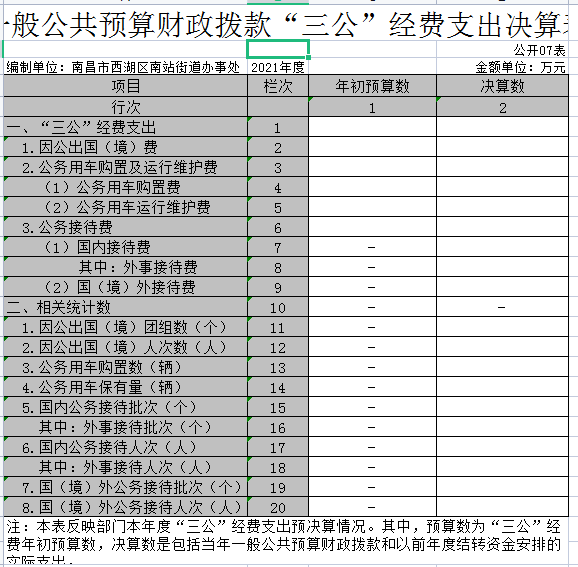 一般公共预算财政拨款“三公”经费支出决算
公开07表
编制单位：南昌市西湖区南站街道办事处 2021年度 金额单位：万元
项目 栏次 年初预算数 决算数
行次 1 2
一、“三公”经费支出 1
1.因公出国（境）费 2
2.公务用车购置及运行维护费 3
（1）公务用车购置费 4
（2）公务用车运行维护费 5
3.公务接待费 6
（1）国内接待费 7 –
其中：外事接待费 8 –
（2）国（境）外接待费 9 –
二、相关统计数 10 – –
1.因公出国（境）团组数（个） 11 –
2.因公出国（境）人次数（人） 12 –
3.公务用车购置数（辆） 13 –
4.公务用车保有量（辆） 14 –
5.国内公务接待批次（个） 15 –
其中：外事接待批次（个） 16 –
6.国内公务接待人次（人） 17 –
其中：外事接待人次（人） 18 –
7.国（境）外公务接待批次（个） 19 –
8.国（境）外公务接待人次（人） 20 –
注：本表反映部门本年度“三公”经费支出预决算情况。其中，预算数为“三公”经
费年初预算数，决算数是包括当年一般公共预算财政拨款和以前年度结转资金安排的
实际支出。